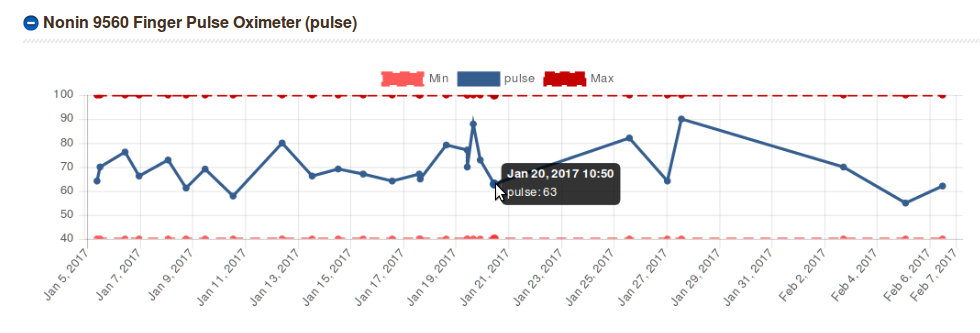 Nonin 9560 Finger Pulse Oximeter (pulse)
Min pulse Max
100
90
80
70
60
50
40
Jan 20, 2017 10:50
pulse: 63
Jan 5, 2017
Jan 7, 2017
Jan 9, 2017
Jan 11, 2017
Jan 13, 2017
Jan 15, 2017
Jan 17, 2017
Jan 19, 2017
Jan 21, 2017
Jan 23, 2017
Jan 25, 2017
Jan 27, 2017
Jan 29, 2017
Jan 31, 2017
Feb 2, 2017
Feb 4, 2017
Feb 6, 2017
Feb 7, 2017